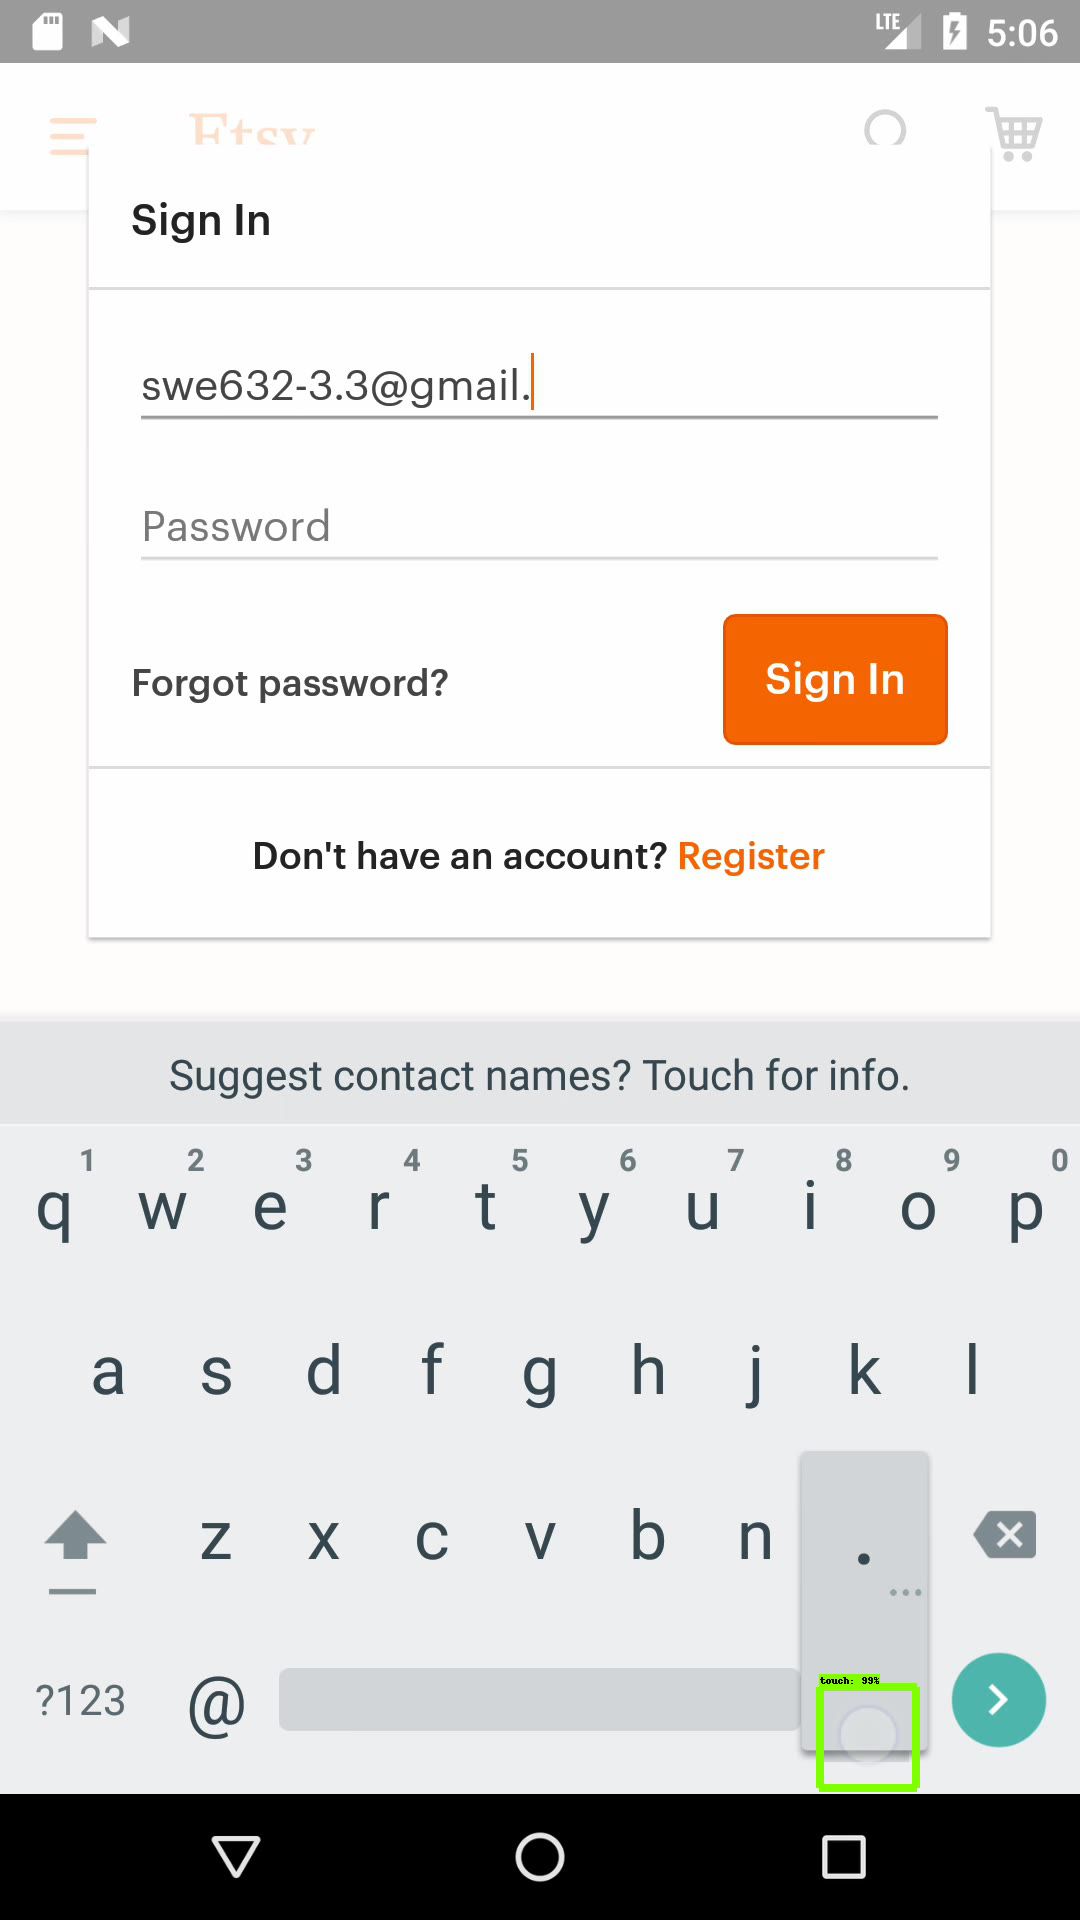 LTE 5:06
Etsy
Sign In
swe632-3.3@gmail.
Password
Forgot password? Sign In
Don't have an account? Register
Suggest contact names? Touch for info.
1 2 3 4 5 6 7 8 9 0
q w e r t y u i o p
a s d f g h j k l
z x c v b n .
...
touch: 99%
?123 @